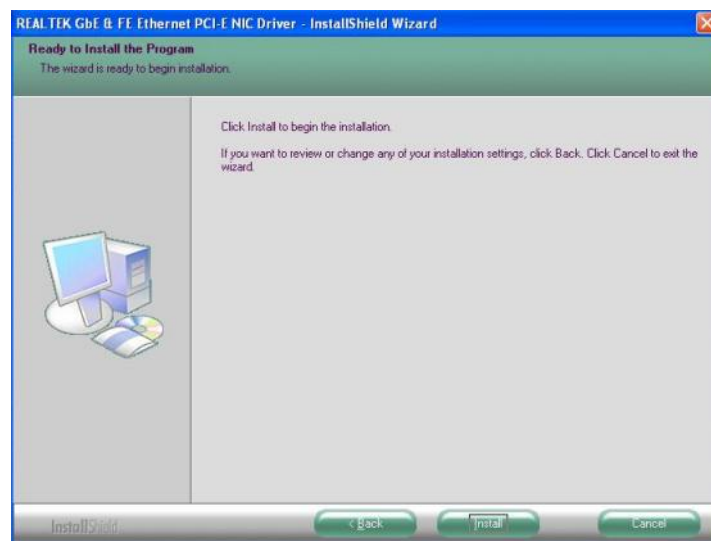 REALTEK GbE & FE Ethernet PCI-E NIC Driver - InstallShield Wizard
Ready to Install the Program
The wizard is ready to begin installation.
Click Install to begin the installation.
If you want to review or change any of your installation settings, click Back. Click Cancel to exit the
wizard.
InstallShield
< Back
Install
Cancel